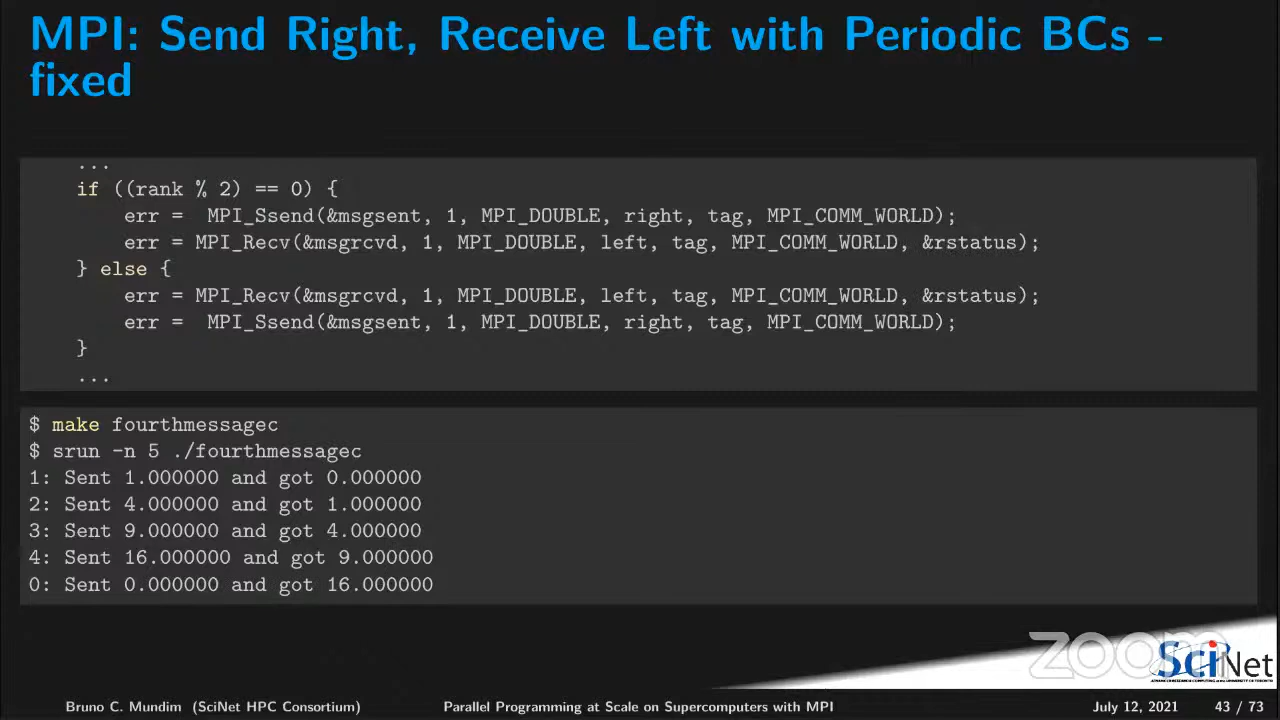 MPI: Send Right, Receive Left with Periodic BCs -
fixed
...
if ((rank % 2) == 0) {
err =  MPI_Ssend(&msgsent, 1, MPI_DOUBLE, right, tag, MPI_COMM_WORLD);
err = MPI_Recv(&msgrcvd, 1, MPI_DOUBLE, left, tag, MPI_COMM_WORLD, &rstatus);
} else {
err = MPI_Recv(&msgrcvd, 1, MPI_DOUBLE, left, tag, MPI_COMM_WORLD, &rstatus);
err =  MPI_Ssend(&msgsent, 1, MPI_DOUBLE, right, tag, MPI_COMM_WORLD);
}
...
$ make fourthmessagec
$ srun -n 5 ./fourthmessagec
1: Sent 1.000000 and got 0.000000
2: Sent 4.000000 and got 1.000000
3: Sent 9.000000 and got 4.000000
4: Sent 16.000000 and got 9.000000
0: Sent 0.000000 and got 16.000000
zoom
SciNet
Bruno C. Mundim (SciNet HPC Consortium) Parallel Programming at Scale on Supercomputers with MPI July 12, 2021 43 / 73